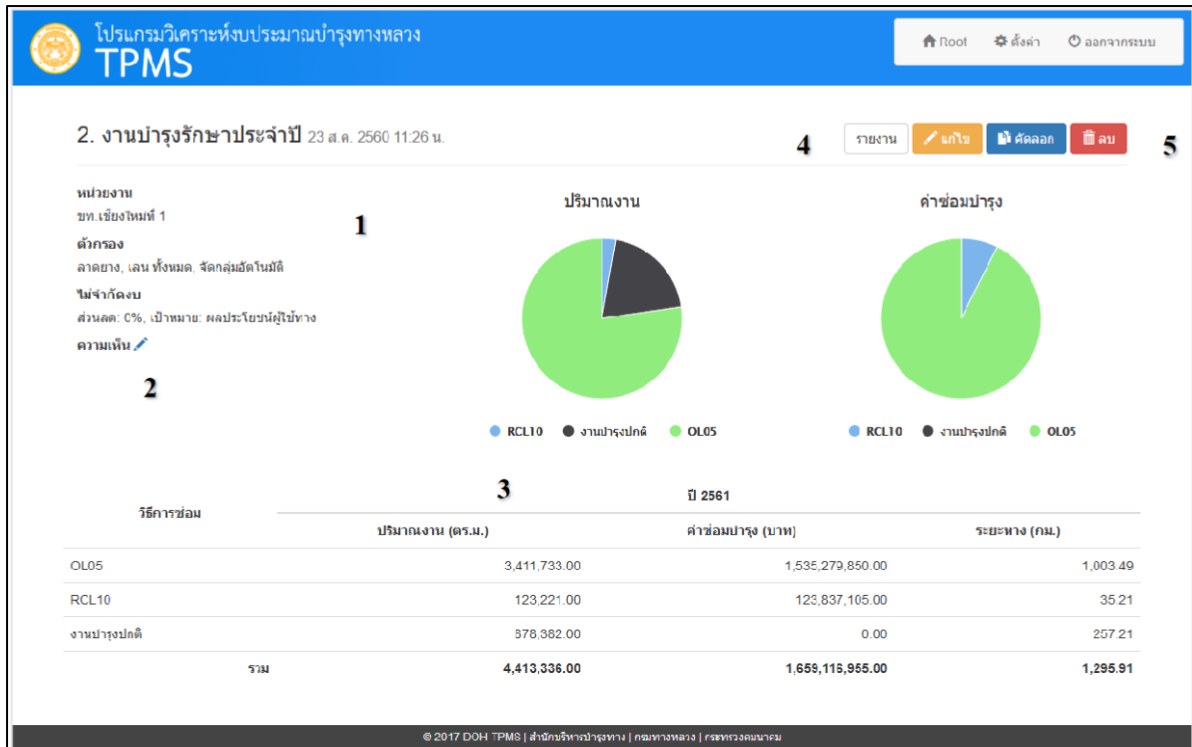 โปรแกรมวิเคราะห์งบประมาณบำรุงทางหลวง
TPMS
Root ตั้งค่า ออกจากระบบ
2. งานบำรุงรักษาประจำปี 23 ส.ค. 2560 11:26 น.
4 รายงาน แก้ไข คัดลอก ลบ 5
หน่วยงาน
ขท.เชียงใหม่ที่ 1
1
ตัวกรอง
ลาดยาง, เลน ทั้งหมด, จัดกลุ่มอัตโนมัติ
ไม่จำกัดงบ
ส่วนลด: 0%, เป้าหมาย: ผลประโยชน์ผู้ใช้ทาง
ความเห็น
2
ปริมาณงาน
RCL10 งานบำรุงปกติ OL05
ค่าซ่อมบำรุง
RCL10 งานบำรุงปกติ OL05
3
วิธีการซ่อม ปี 2561
ปริมาณงาน (ตร.ม.) ค่าซ่อมบำรุง (บาท) ระยะทาง (กม.)
OL05 3,411,733.00 1,535,279,850.00 1,003.49
RCL10 123,221.00 123,837,105.00 35.21
งานบำรุงปกติ 878,382.00 0.00 257.21
รวม 4,413,336.00 1,659,116,955.00 1,295.91
© 2017 DOH TPMS | สำนักบริหารบำรุงทาง | กรมทางหลวง | กระทรวงคมนาคม